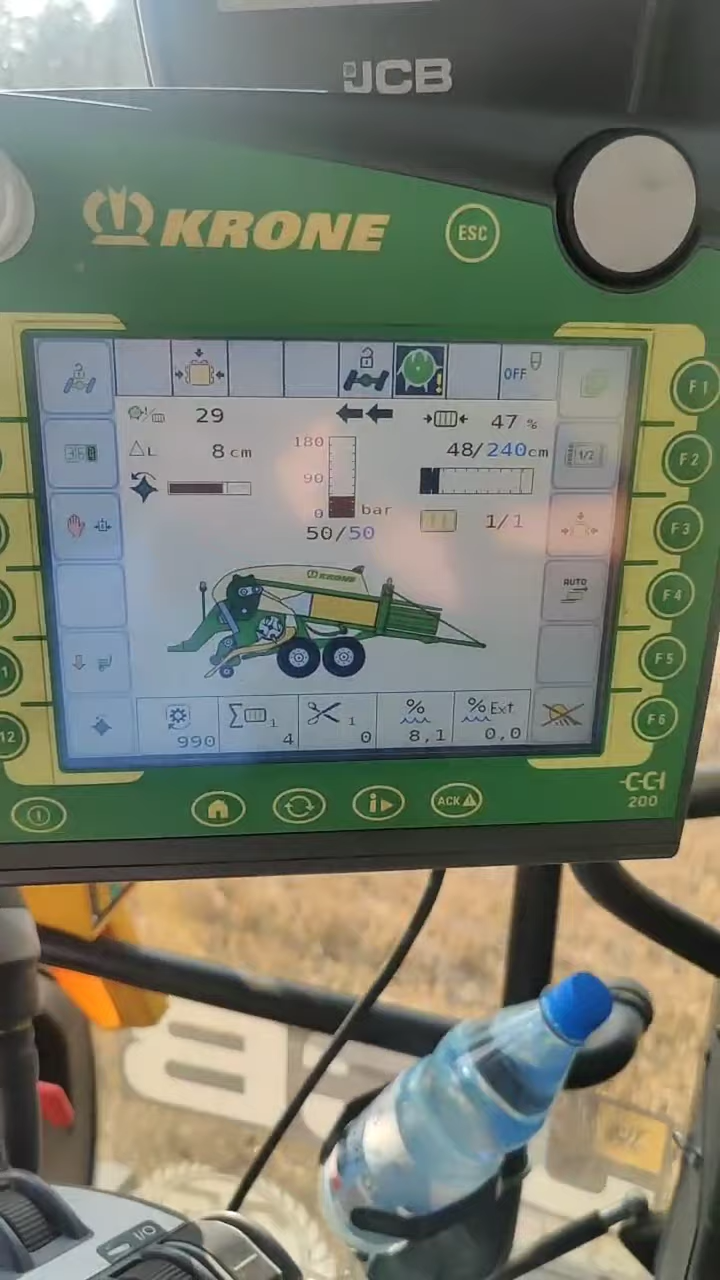 JCB
KRONE
ESC
OFF
29
47 %
△L 8 cm
180
90
0
bar
48/240cm
50/50
1/1
1/2
AUTO
KRONE
990
Σ 1
4
1
0
%
8,1
% Ext
0,0
F1
F2
F3
F4
F5
F6
12
ACK
CCI
200
I/O